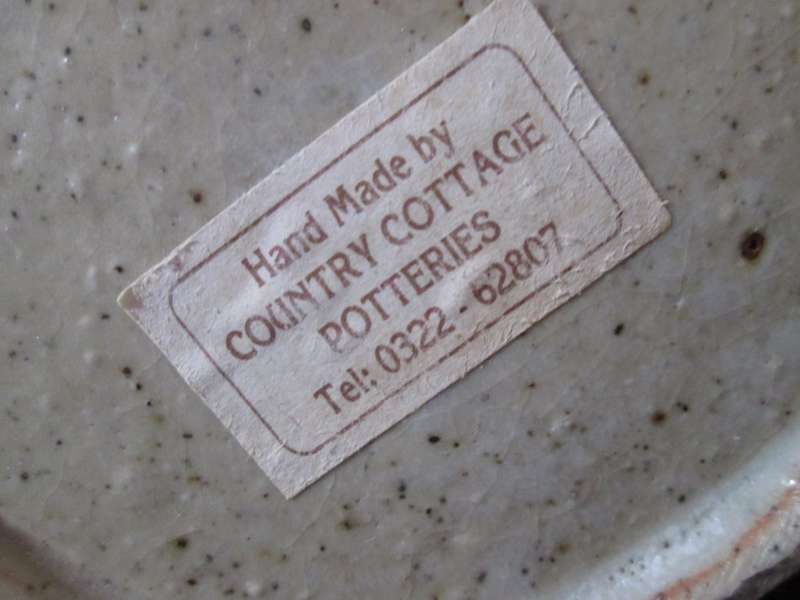 Hand Made by
COUNTRY COTTAGE
POTTERIES
Tel: 0322 - 62807